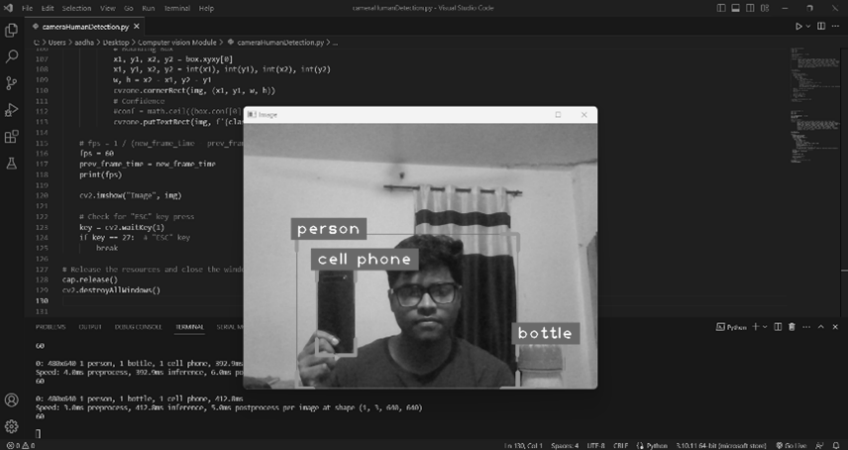 File Edit Selection View Go Run Terminal Help
cameraHumanDetection.py - Visual Studio Code
cameraHumanDetection.py
C: > Users > aadha > Desktop > Computer vision Module > cameraHumanDetection.py > ...
107 x1, y1, x2, y2 = box.xyxy[0]
108 x1, y1, x2, y2 = int(x1), int(y1), int(x2), int(y2)
109 w, h = x2 - x1, y2 - y1
110 cvzone.cornerRect(img, (x1, y1, w, h))
111 # Confidence
112 #conf = math.ceil((box.conf[0]
113 cvzone.putTextRect(img, f'{clas
114
115 # fps = 1 / (new_frame_time prev_fram
116 fps = 60
117 prev_frame_time = new_frame_time
118 print(fps)
119
120 cv2.imshow("Image", img)
121
122 # Check for "ESC" key press
123 key = cv2.waitKey(1)
124 if key == 27: # "ESC" key
125 break
126
127 # Release the resources and close the wind
128 cap.release()
129 cv2.destroyAllWindows()
130
131
Image
person
cell phone
bottle
PROBLEMS OUTPUT DEBUG CONSOLE TERMINAL SERIAL M
Python
60
0: 480x640 1 person, 1 bottle, 1 cell phone, 392.9ms
Speed: 4.0ms preprocess, 392.9ms inference, 6.0ms po
60
0: 480x640 1 person, 1 bottle, 1 cell phone, 412.8ms
Speed: 3.0ms preprocess, 412.8ms inference, 5.0ms postprocess per image at shape (1, 3, 640, 640)
60
0 0 Ln 130, Col 1 Spaces: 4 UTF-8 CRLF Python 3.10.11 64-bit (microsoft store) Go Live